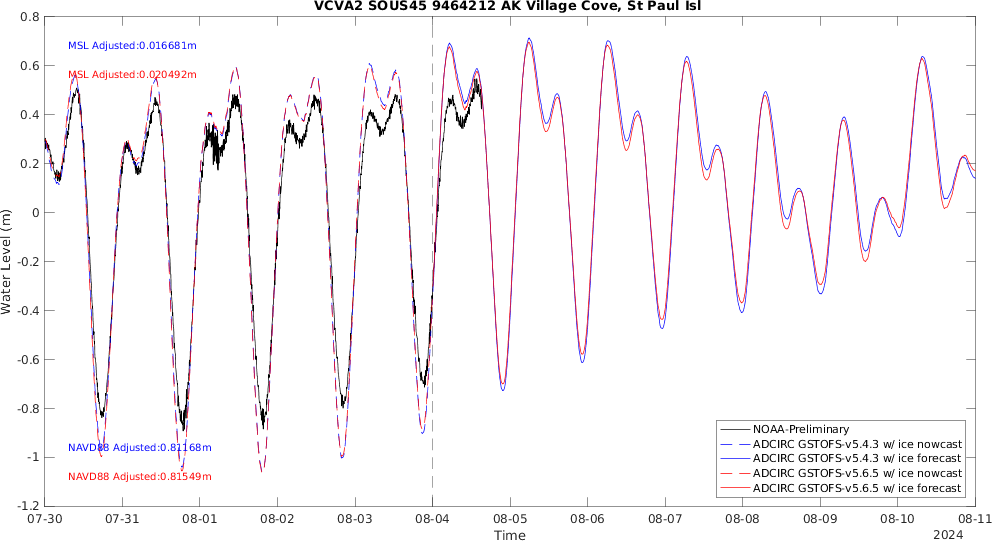 VCVA2 SOUS45 9464212 AK Village Cove, St Paul Isl
0.8
0.6
0.4
0.2
0
-0.2
-0.4
-0.6
-0.8
-1
-1.2
Water Level (m)
MSL Adjusted:0.016681m
MSL Adjusted:0.020492m
NAVD88 Adjusted:0.81168m
NAVD88 Adjusted:0.81549m
NOAA-Preliminary
ADCIRC GSTOFS-v5.4.3 w/ ice nowcast
ADCIRC GSTOFS-v5.4.3 w/ ice forecast
ADCIRC GSTOFS-v5.6.5 w/ ice nowcast
ADCIRC GSTOFS-v5.6.5 w/ ice forecast
07-30 07-31 08-01 08-02 08-03 08-04 08-05 08-06 08-07 08-08 08-09 08-10 08-11
Time
2024